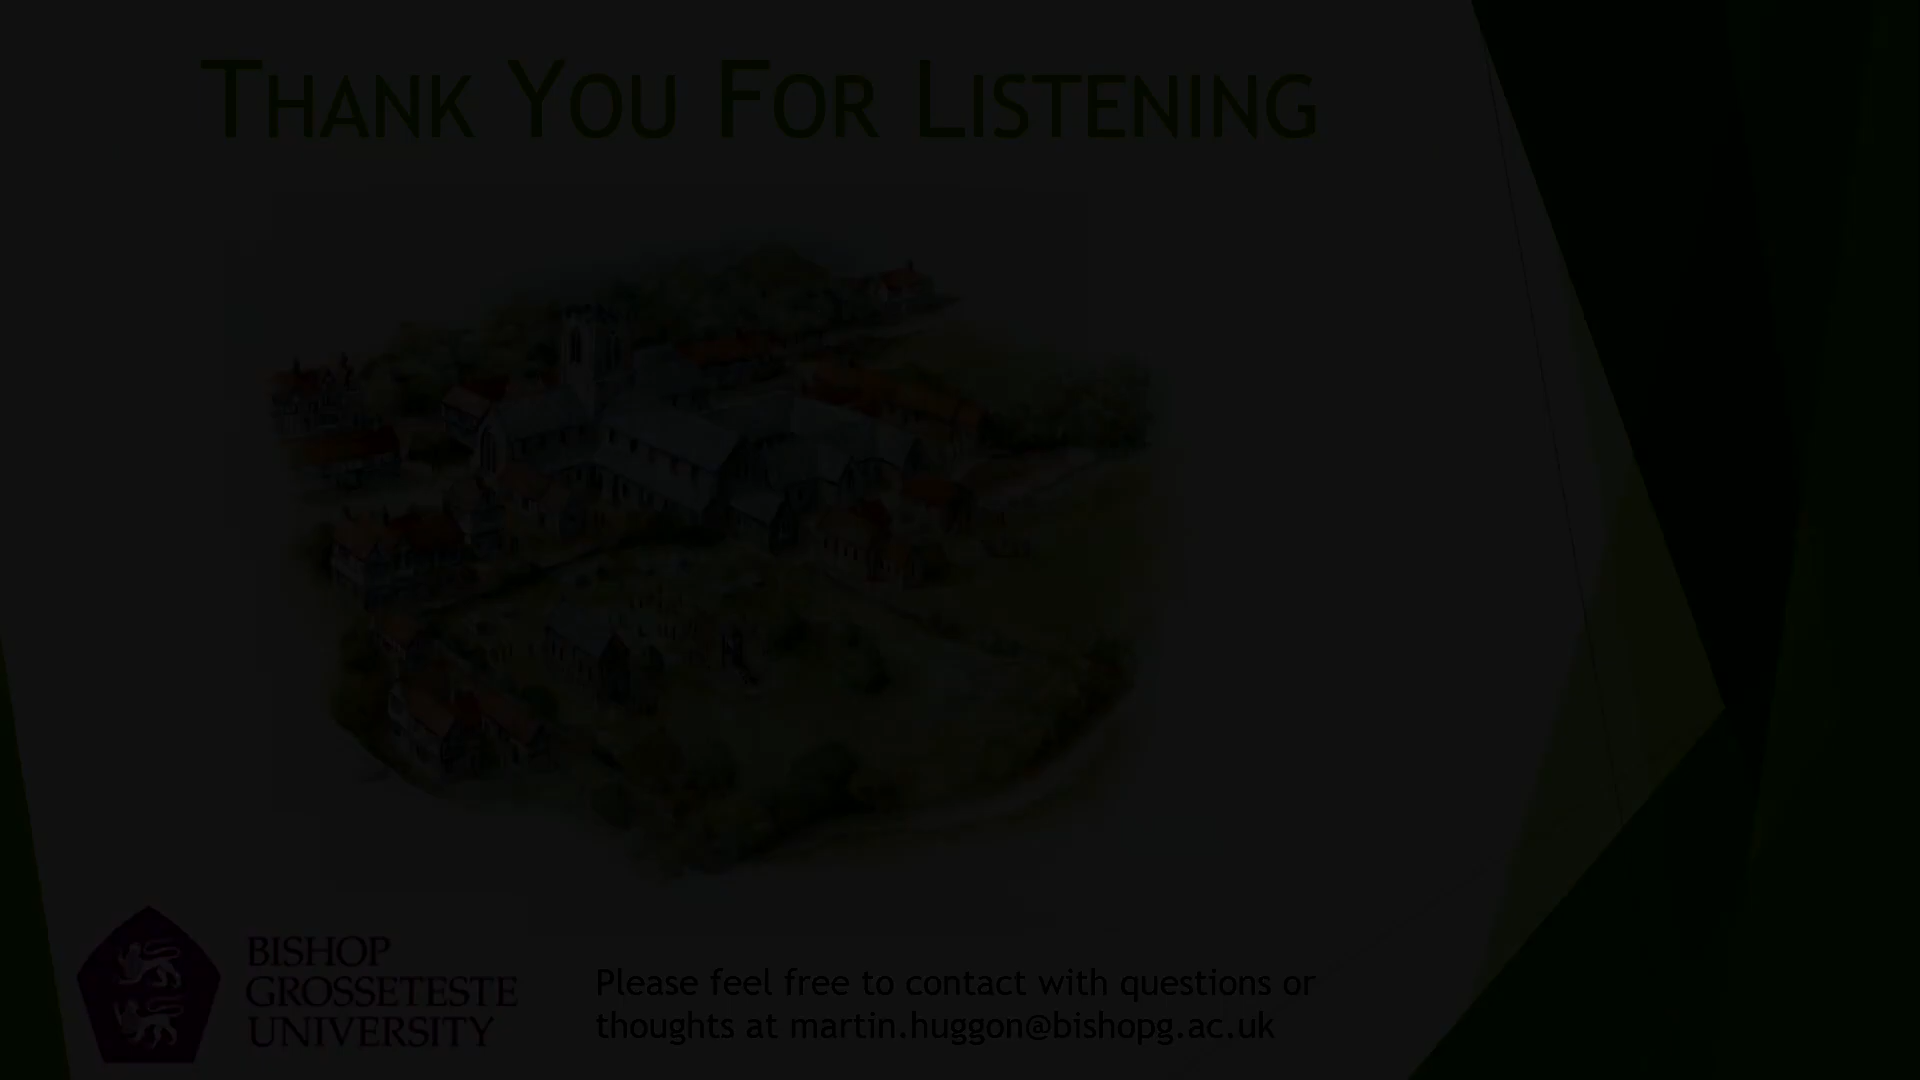 THANK YOU FOR LISTENING
BISHOP
GROSSETESTE
UNIVERSITY
Please feel free to contact with questions or
thoughts at martin.huggon@bishopg.ac.uk